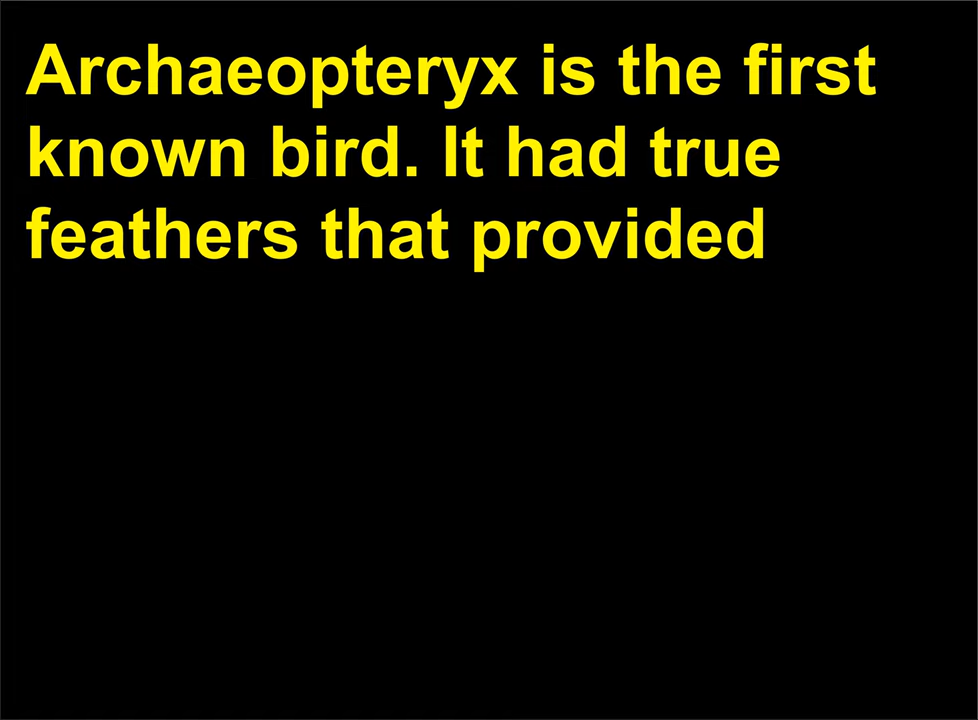 Archaeopteryx is the first
known bird. It had true
feathers that provided